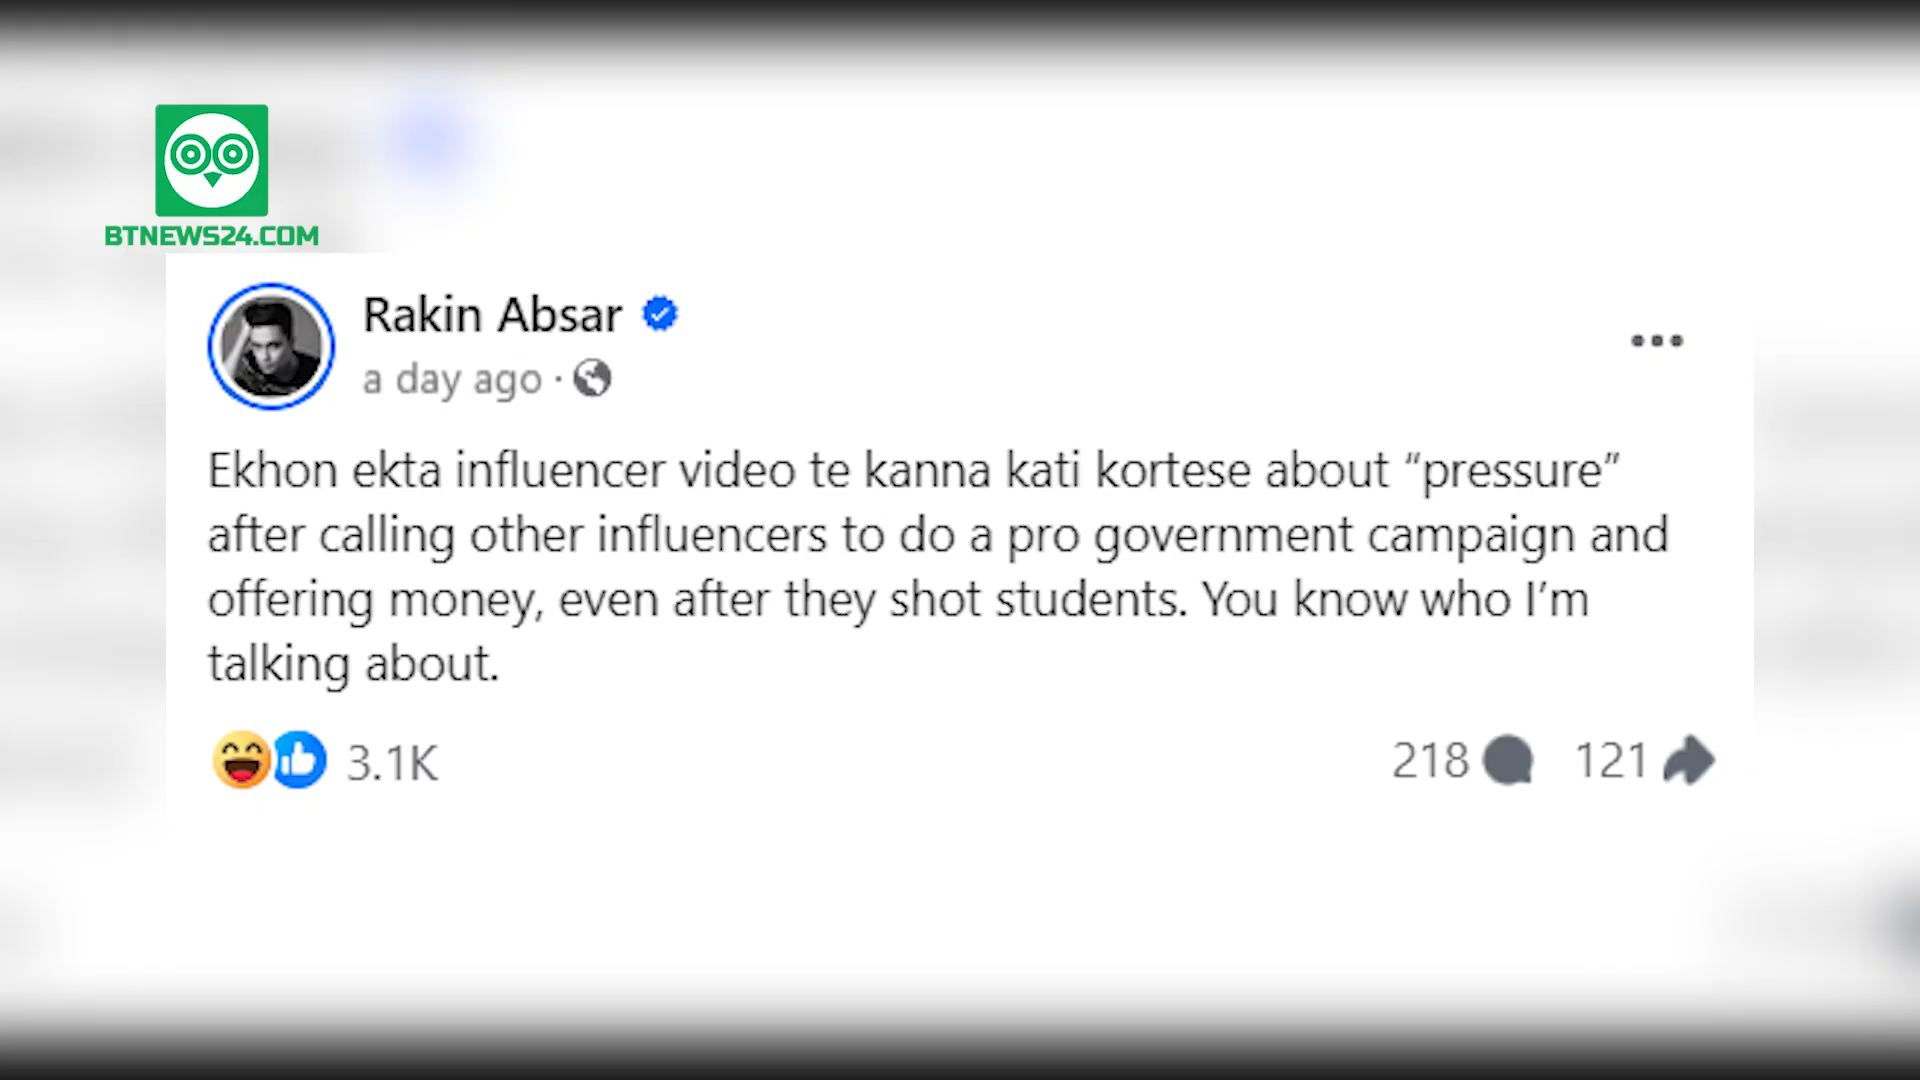 BTNEWS24.COM
Rakin Absar
a day ago ·
Ekhon ekta influencer video te kanna kati kortese about “pressure”
after calling other influencers to do a pro government campaign and
offering money, even after they shot students. You know who I’m
talking about.
3.1K
218 121